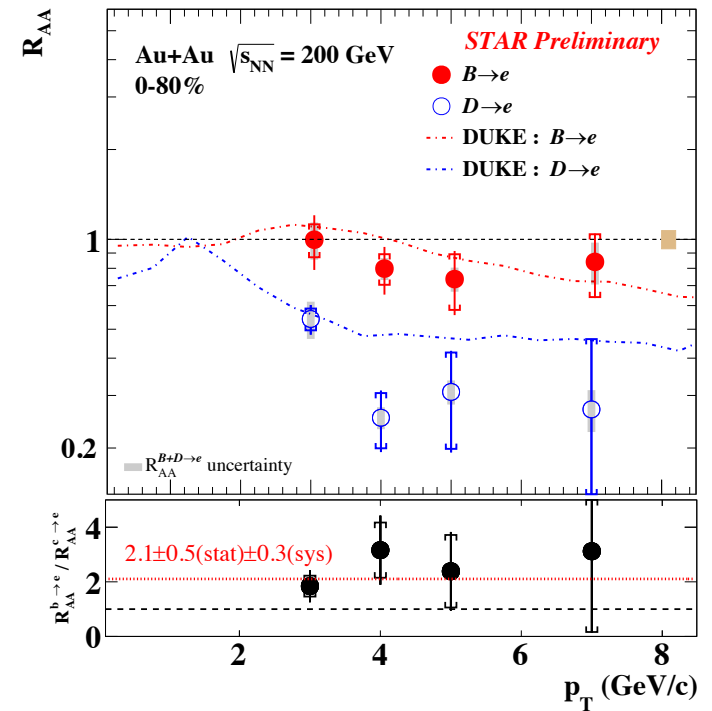 R_AA
Au+Au √s_NN = 200 GeV
0-80%
STAR Preliminary
B→e
D→e
DUKE : B→e
DUKE : D→e
1
0.2
R_AA^B+D→e uncertainty
R_AA^b→e / R_AA^c→e
4
2
0
2.1±0.5(stat)±0.3(sys)
2 4 6 8
p_T (GeV/c)